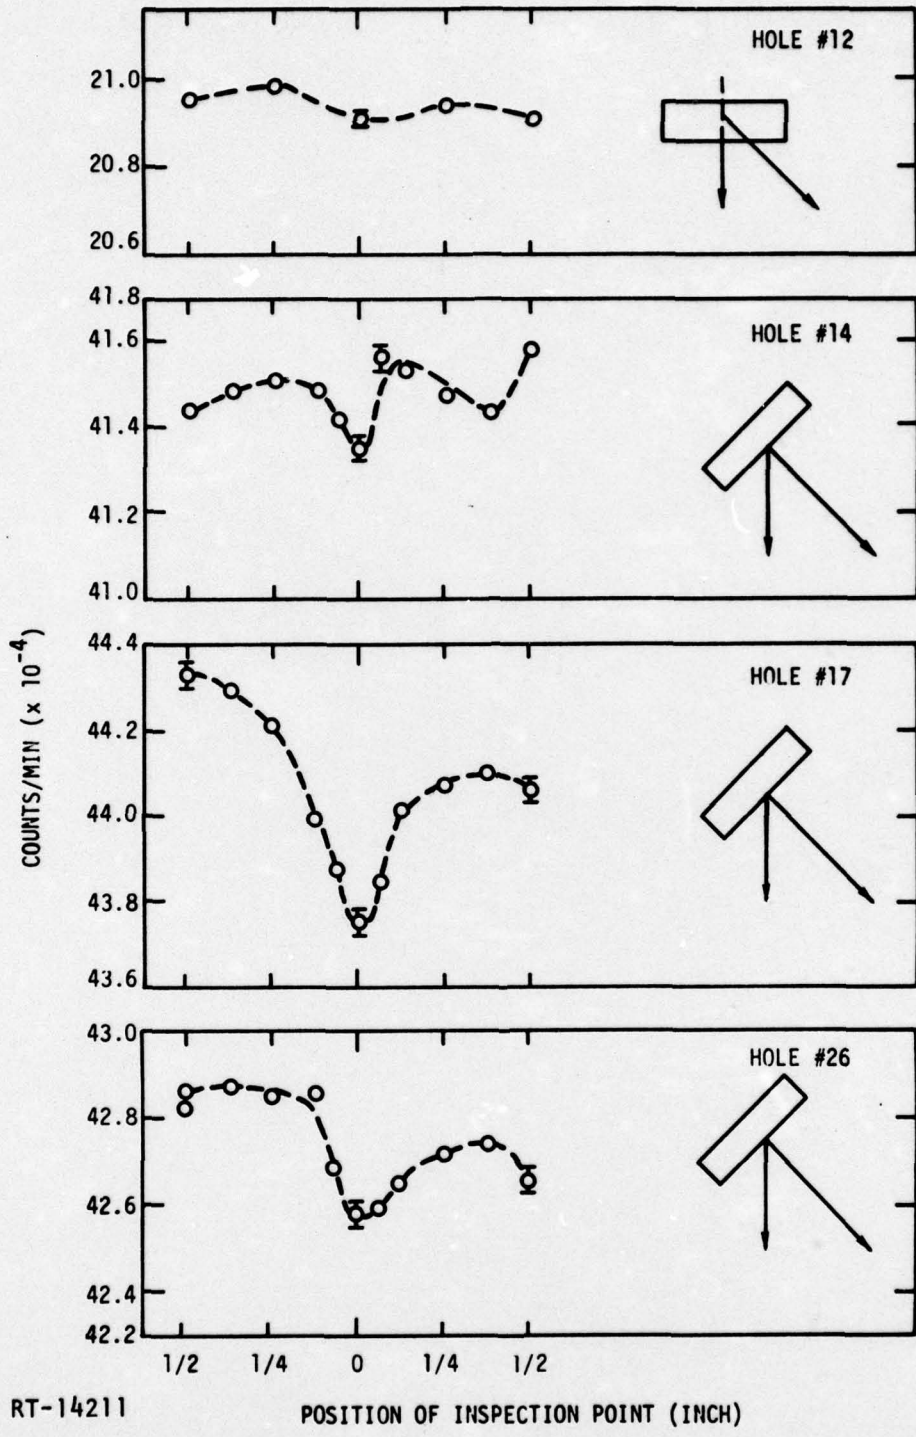 HOLE #12
21.0
20.8
20.6
41.8
41.6
41.4
41.2
41.0
HOLE #14
COUNTS/MIN (x 10⁻⁴)
44.4
44.2
44.0
43.8
43.6
HOLE #17
43.0
42.8
42.6
42.4
42.2
HOLE #26
1/2 1/4 0 1/4 1/2
RT-14211
POSITION OF INSPECTION POINT (INCH)